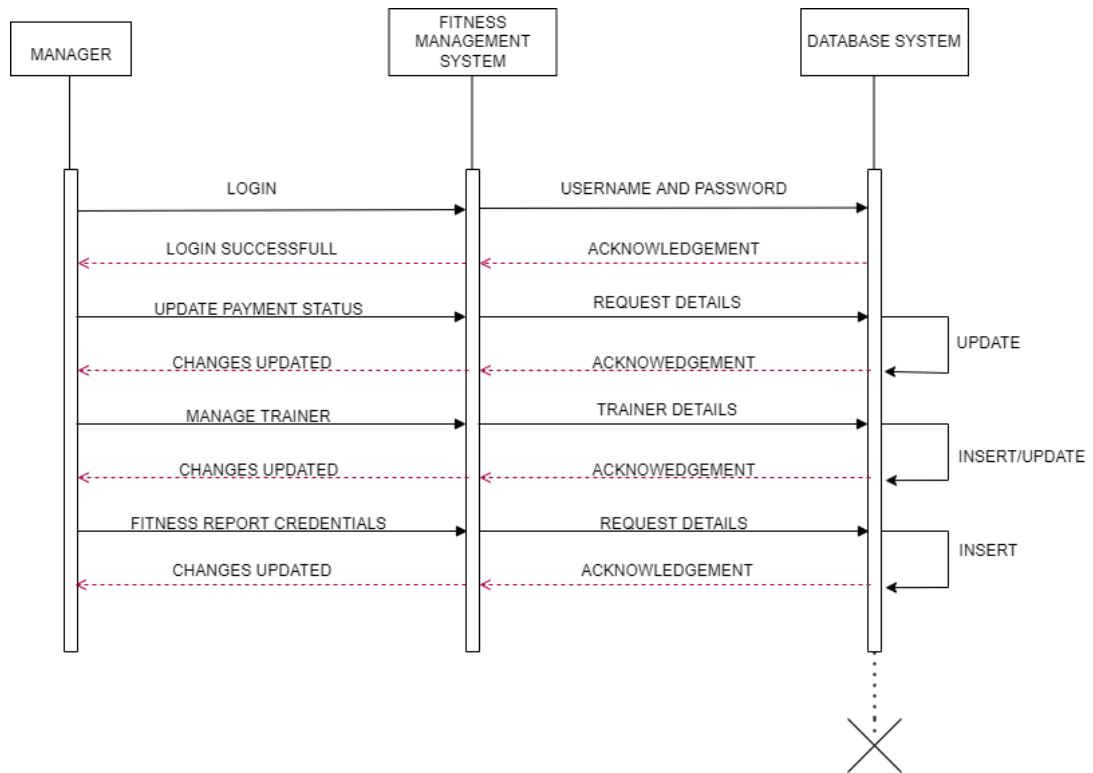 MANAGER
FITNESS
MANAGEMENT
SYSTEM
DATABASE SYSTEM
LOGIN
USERNAME AND PASSWORD
LOGIN SUCCESSFULL
ACKNOWLEDGEMENT
UPDATE PAYMENT STATUS
REQUEST DETAILS
UPDATE
CHANGES UPDATED
ACKNOWEDGEMENT
MANAGE TRAINER
TRAINER DETAILS
INSERT/UPDATE
CHANGES UPDATED
ACKNOWEDGEMENT
FITNESS REPORT CREDENTIALS
REQUEST DETAILS
INSERT
CHANGES UPDATED
ACKNOWLEDGEMENT